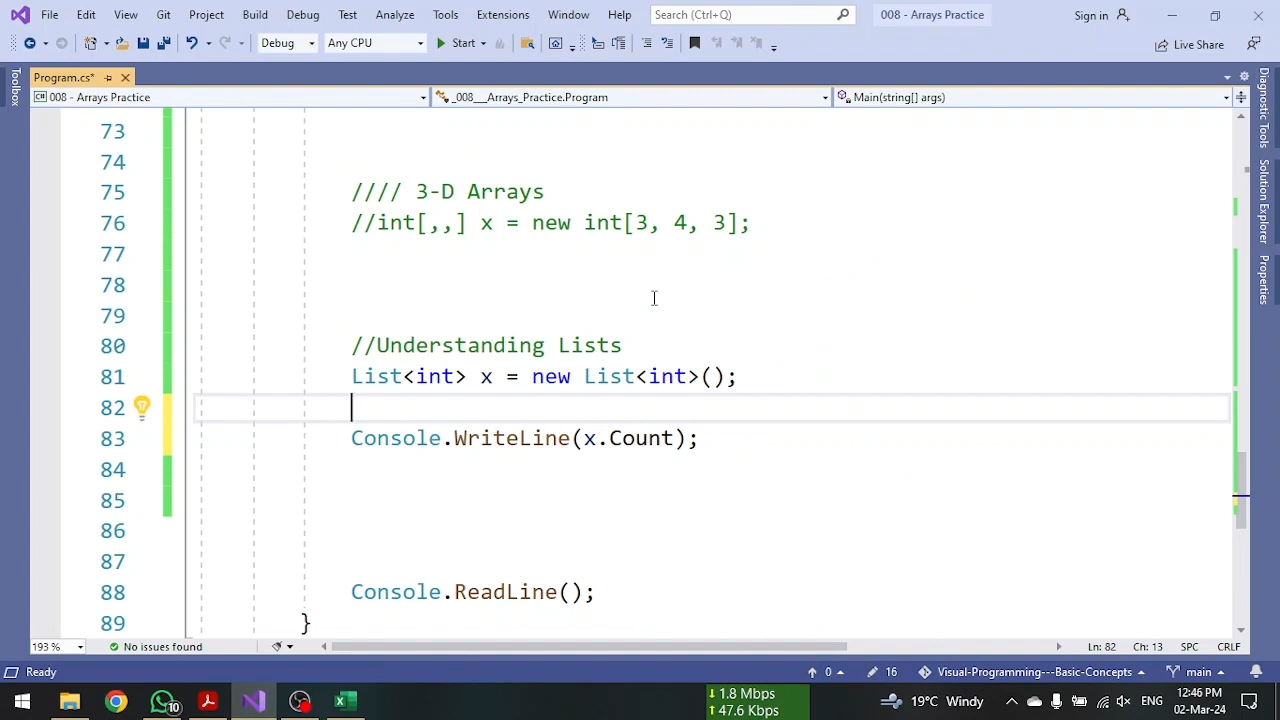 File Edit View Git Project Build Debug Test Analyze Tools Extensions Window Help Search (Ctrl+Q) 008 - Arrays Practice Sign in
Debug Any CPU Start Live Share
Toolbox
Program.cs*
008 - Arrays Practice _008___Arrays_Practice.Program Main(string[] args)
Diagnostic Tools
Solution Explorer
Properties
73
74
75 //// 3-D Arrays
76 //int[,,] x = new int[3, 4, 3];
77
78
79
80 //Understanding Lists
81 List<int> x = new List<int>();
82
83 Console.WriteLine(x.Count);
84
85
86
87
88 Console.ReadLine();
89 }
193 % No issues found Ln: 82 Ch: 13 SPC CRLF
Ready 0 16 Visual-Programming---Basic-Concepts main
10 ↓ 1.8 Mbps
↑ 47.6 Kbps
19°C Windy ENG 12:46 PM
02-Mar-24